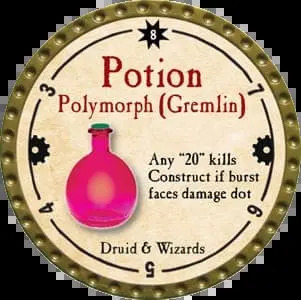 8
Potion
Polymorph (Gremlin)
3
7
Any "20" kills
Construct if burst
faces damage dot
4
6
Druid & Wizards
5